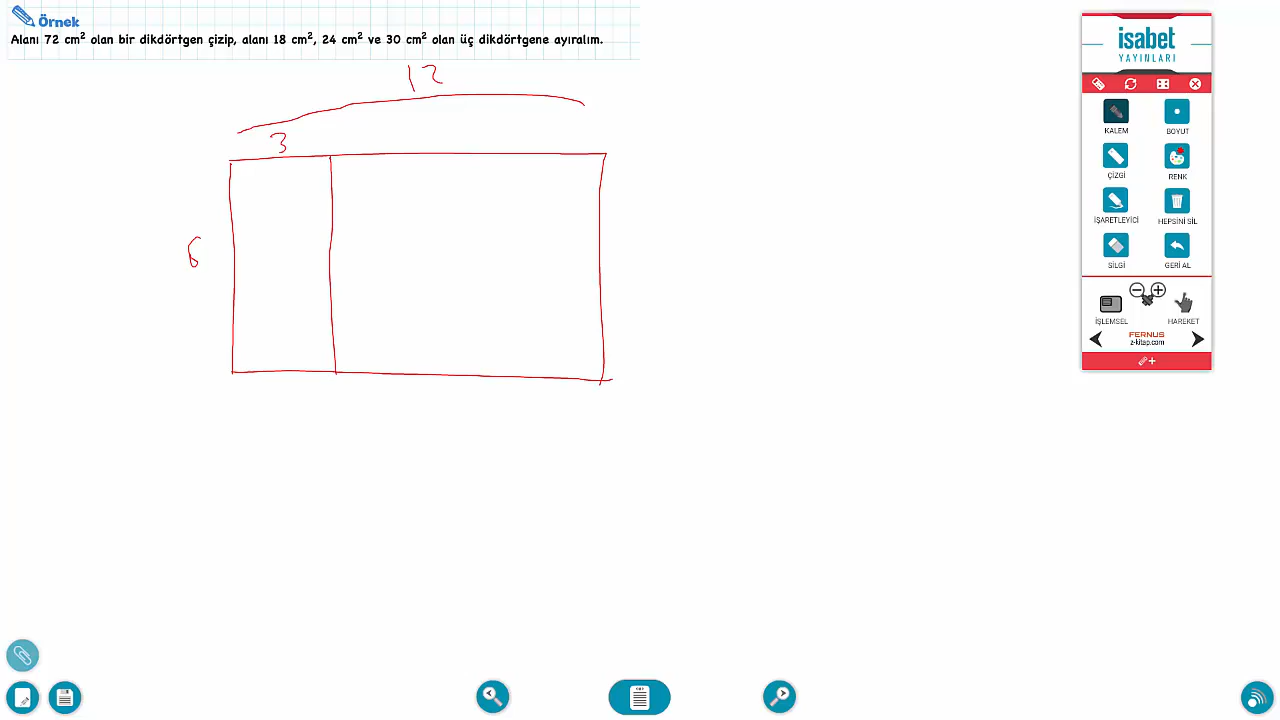 Örnek
Alanı 72 cm² olan bir dikdörtgen çizip, alanı 18 cm², 24 cm² ve 30 cm² olan üç dikdörtgene ayıralım.
12
3
6
isabet
YAYINLARI
KALEM
BOYUT
ÇİZGİ
RENK
İŞARETLEYİCİ
HEPSİNİ SİL
SİLGİ
GERİ AL
İŞLEMSEL
HAREKET
FERNUS
z-kitap.com